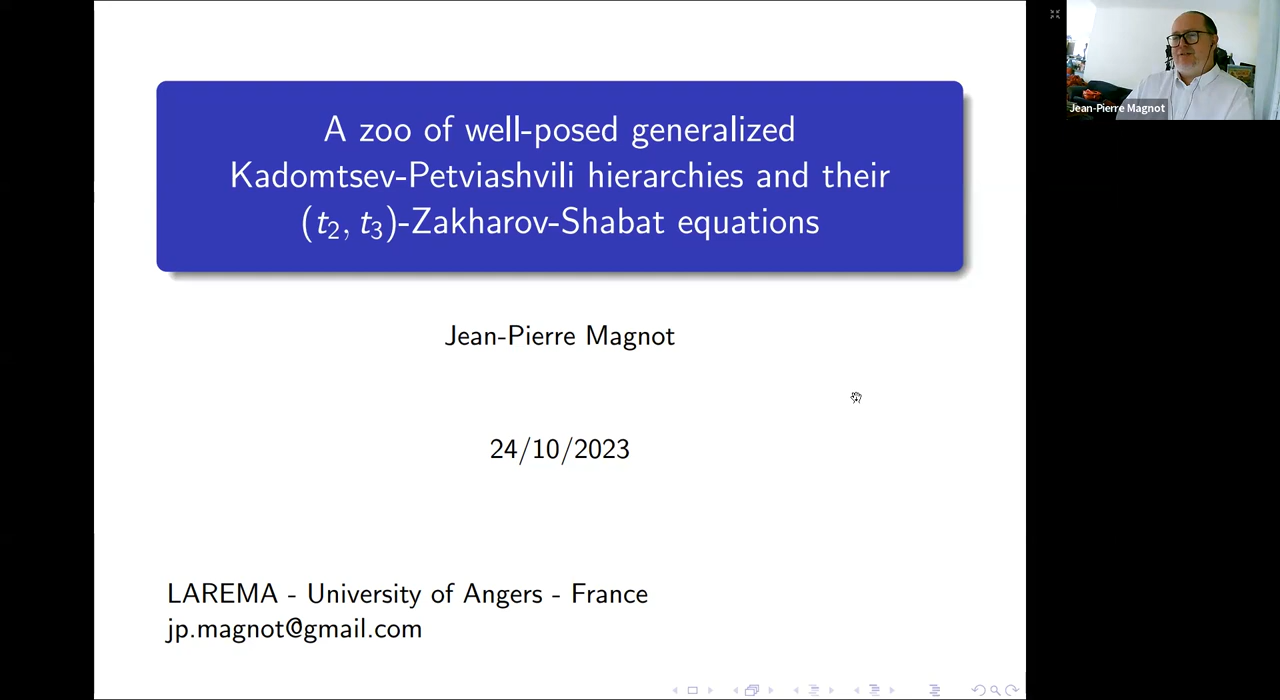 A zoo of well-posed generalized
Kadomtsev-Petviashvili hierarchies and their
(t₂, t₃)-Zakharov-Shabat equations
Jean-Pierre Magnot
24/10/2023
LAREMA - University of Angers - France
jp.magnot@gmail.com
Jean-Pierre Magnot